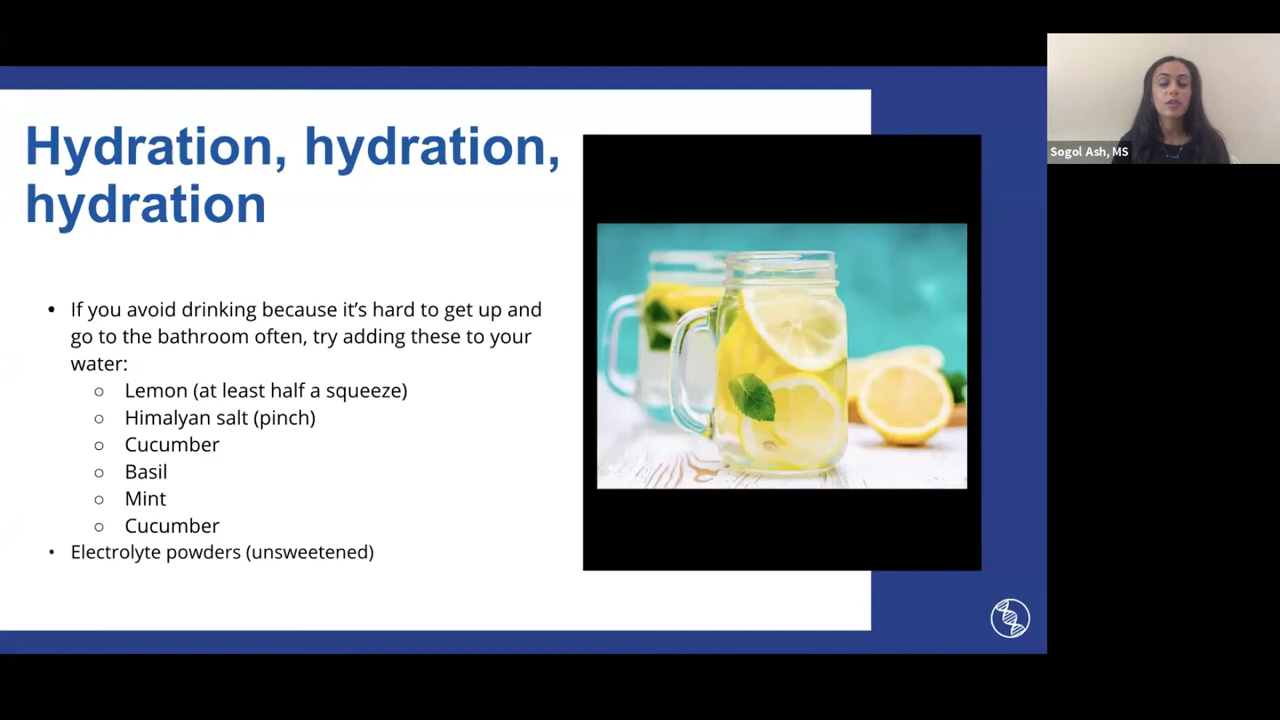 Hydration, hydration,
hydration
• If you avoid drinking because it’s hard to get up and
go to the bathroom often, try adding these to your
water:
○ Lemon (at least half a squeeze)
○ Himalyan salt (pinch)
○ Cucumber
○ Basil
○ Mint
○ Cucumber
• Electrolyte powders (unsweetened)
Sogol Ash, MS